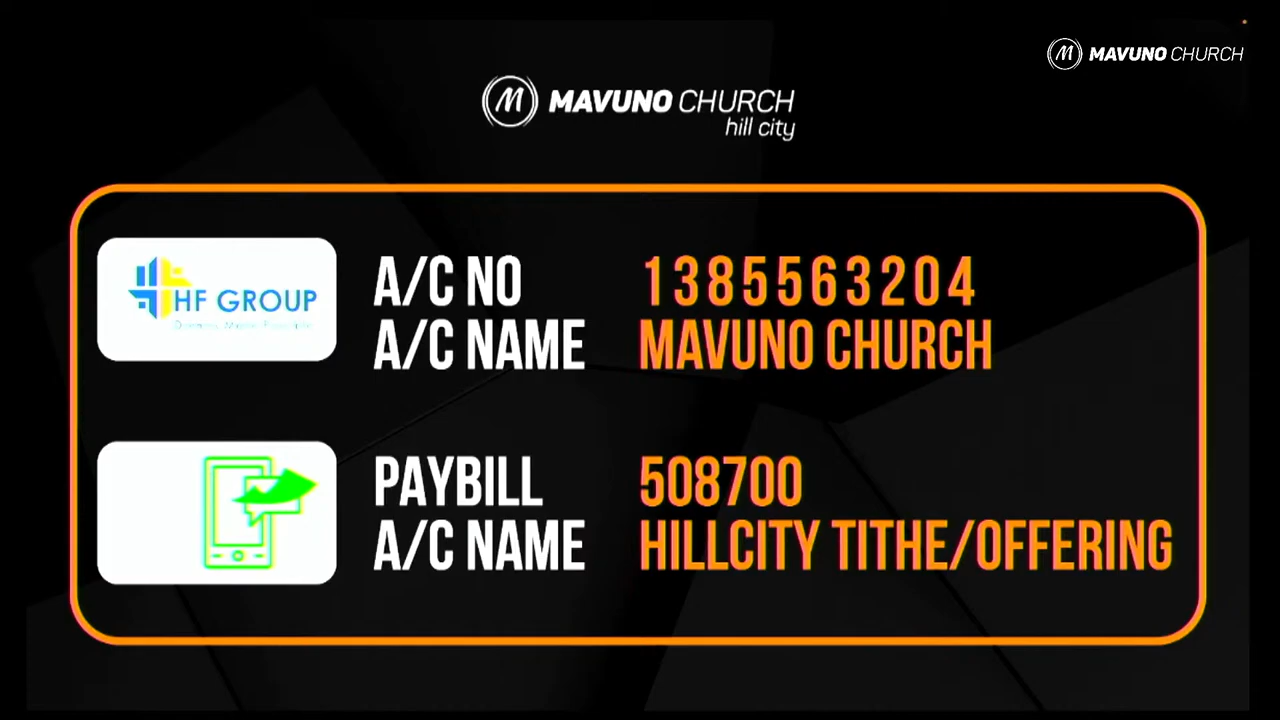 MAVUNO CHURCH
MAVUNO CHURCH
hill city
HF GROUP
A/C NO 1385563204
A/C NAME MAVUNO CHURCH
PAYBILL 508700
A/C NAME HILLCITY TITHE/OFFERING